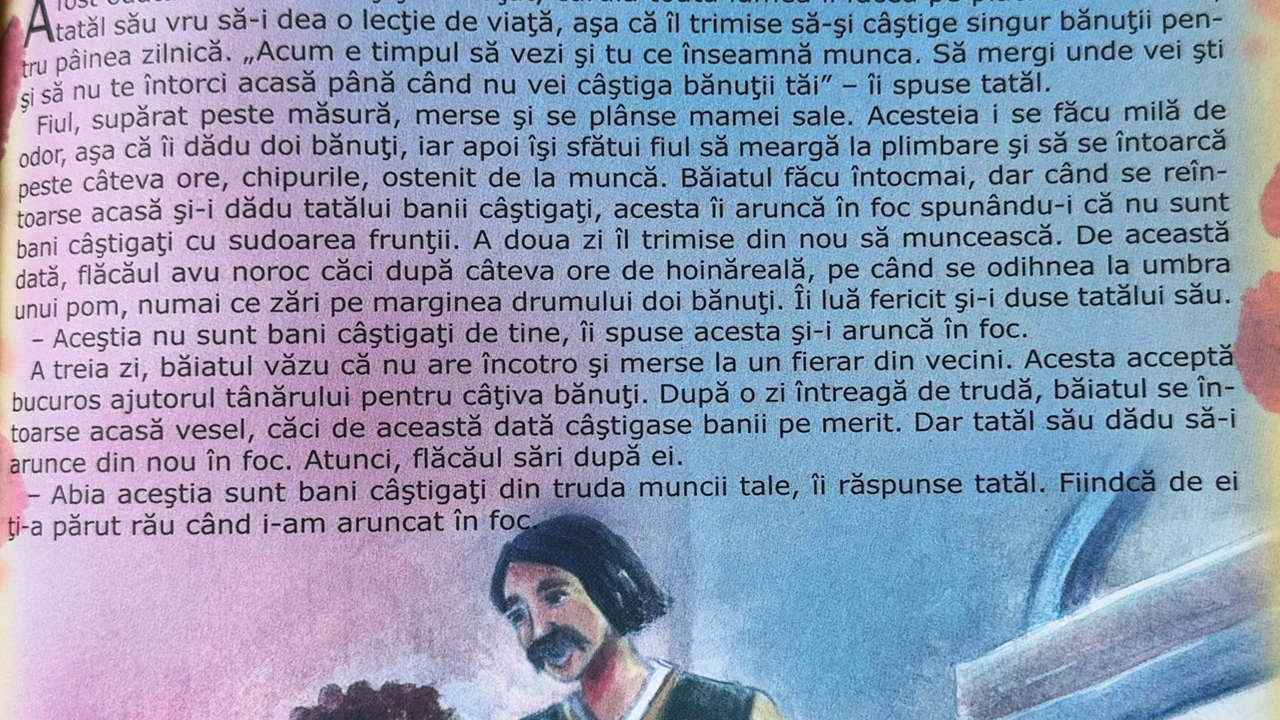 A fost
tatăl său vru să-i dea o lecţie de viaţă, aşa că îl trimise să-şi câştige singur bănuţii pen-
tru pâinea zilnică. „Acum e timpul să vezi şi tu ce înseamnă munca. Să mergi unde vei şti
şi să nu te întorci acasă până când nu vei câştiga bănuţii tăi” – îi spuse tatăl.
Fiul, supărat peste măsură, merse şi se plânse mamei sale. Acesteia i se făcu milă de
odor, aşa că îi dădu doi bănuţi, iar apoi îşi sfătui fiul să meargă la plimbare şi să se întoarcă
peste câteva ore, chipurile, ostenit de la muncă. Băiatul făcu întocmai, dar când se reîn-
toarse acasă şi-i dădu tatălui banii câştigaţi, acesta îi aruncă în foc spunându-i că nu sunt
bani câştigaţi cu sudoarea frunţii. A doua zi îl trimise din nou să muncească. De această
dată, flăcăul avu noroc căci după câteva ore de hoinăreală, pe când se odihnea la umbra
unui pom, numai ce zări pe marginea drumului doi bănuţi. Îi luă fericit şi-i duse tatălui său.
– Aceştia nu sunt bani câştigaţi de tine, îi spuse acesta şi-i aruncă în foc.
A treia zi, băiatul văzu că nu are încotro şi merse la un fierar din vecini. Acesta acceptă
bucuros ajutorul tânărului pentru câţiva bănuţi. După o zi întreagă de trudă, băiatul se în-
toarse acasă vesel, căci de această dată câştigase banii pe merit. Dar tatăl său dădu să-i
arunce din nou în foc. Atunci, flăcăul sări după ei.
– Abia aceştia sunt bani câştigaţi din truda muncii tale, îi răspunse tatăl. Fiindcă de ei
ţi-a părut rău când i-am aruncat în foc.